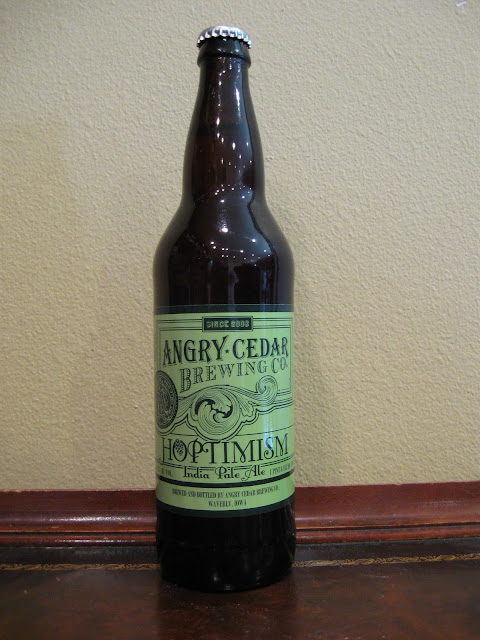 SINCE 2008
ANGRY·CEDAR
BREWING CO.
HOPTIMISM
India Pale Ale
BREWED AND BOTTLED BY ANGRY CEDAR BREWING CO.
WAVERLY, IOWA